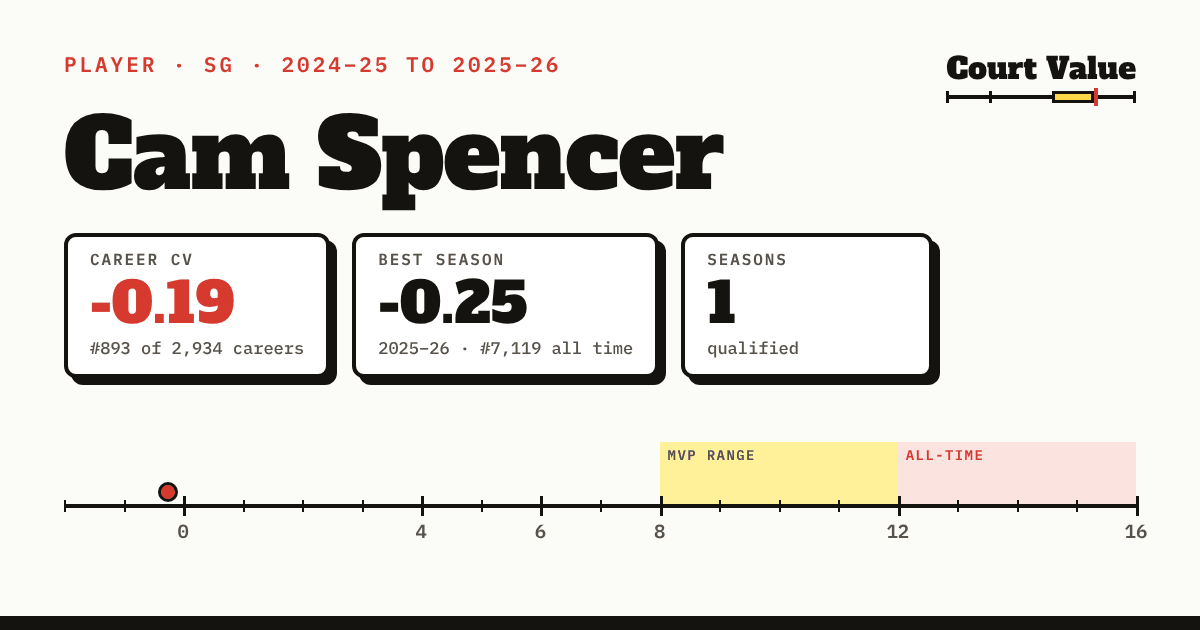 PLAYER · SG · 2024–25 TO 2025–26
Court Value
Cam Spencer
CAREER CV
-0.19
#893 of 2,934 careers
BEST SEASON
-0.25
2025–26 · #7,119 all time
SEASONS
1
qualified
MVP RANGE
ALL-TIME
0 4 6 8 12 16